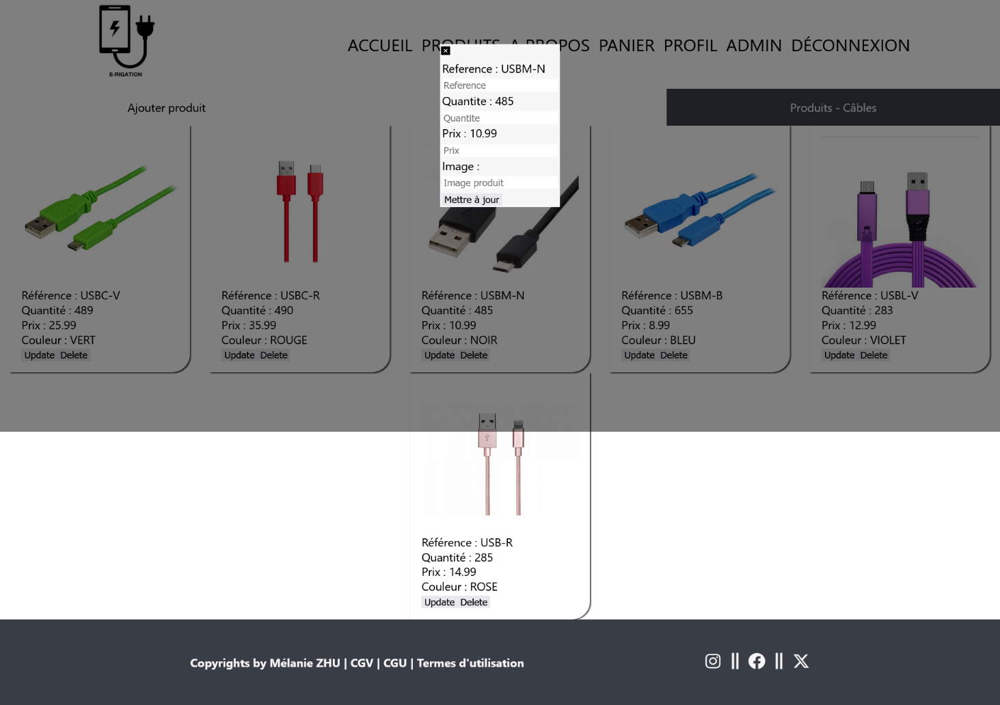 E-RIGATION
ACCUEIL PRODUITS A PROPOS PANIER PROFIL ADMIN DÉCONNEXION
Reference : USBM-N
Reference
Quantite : 485
Quantite
Prix : 10.99
Prix
Image :
Image produit
Mettre à jour
Ajouter produit
Produits - Câbles
Référence : USBC-V
Quantité : 489
Prix : 25.99
Couleur : VERT
Update Delete
Référence : USBC-R
Quantité : 490
Prix : 35.99
Couleur : ROUGE
Update Delete
Référence : USBM-N
Quantité : 485
Prix : 10.99
Couleur : NOIR
Update Delete
Référence : USBM-B
Quantité : 655
Prix : 8.99
Couleur : BLEU
Update Delete
Référence : USBL-V
Quantité : 283
Prix : 12.99
Couleur : VIOLET
Update Delete
Référence : USB-R
Quantité : 285
Prix : 14.99
Couleur : ROSE
Update Delete
Copyrights by Mélanie ZHU | CGV | CGU | Termes d'utilisation